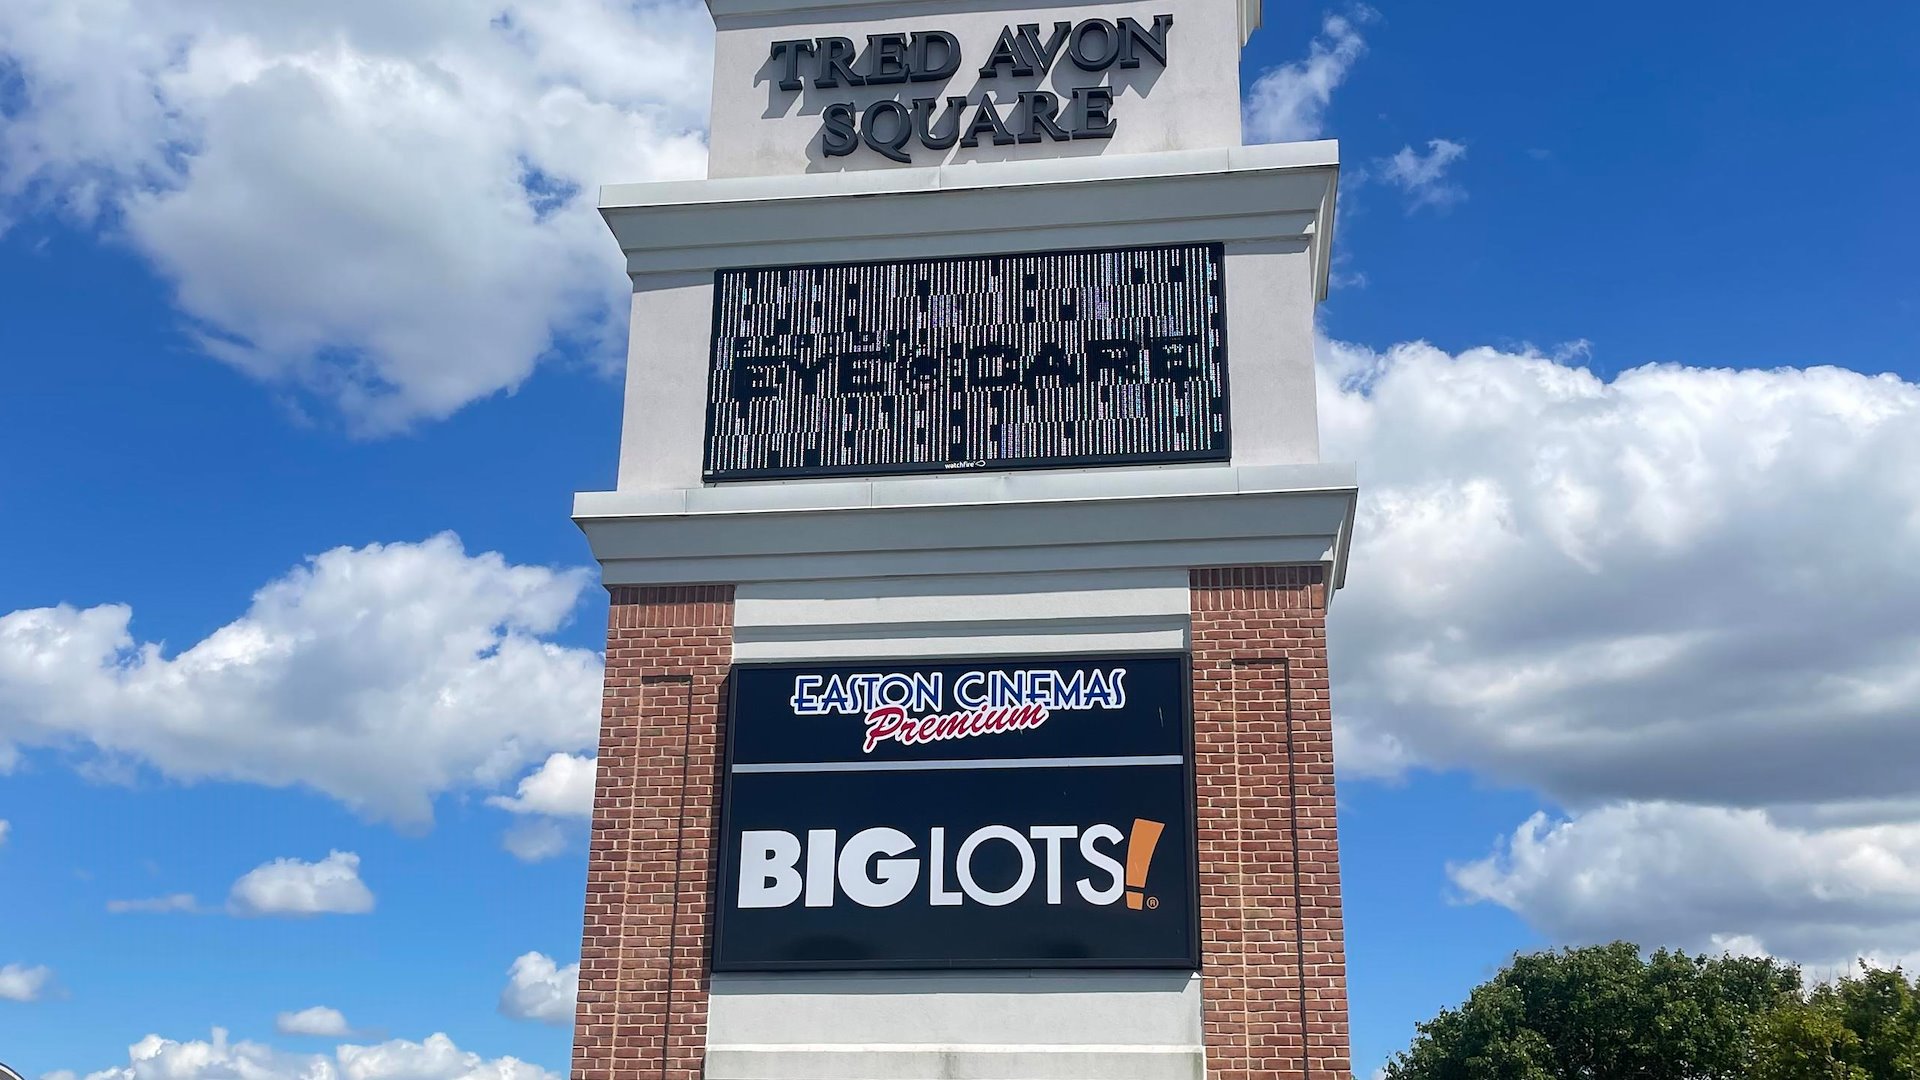 TRED AVON
SQUARE
EYE CARE
watchfire
EASTON CINEMAS
Premium
BIG LOTS!
®